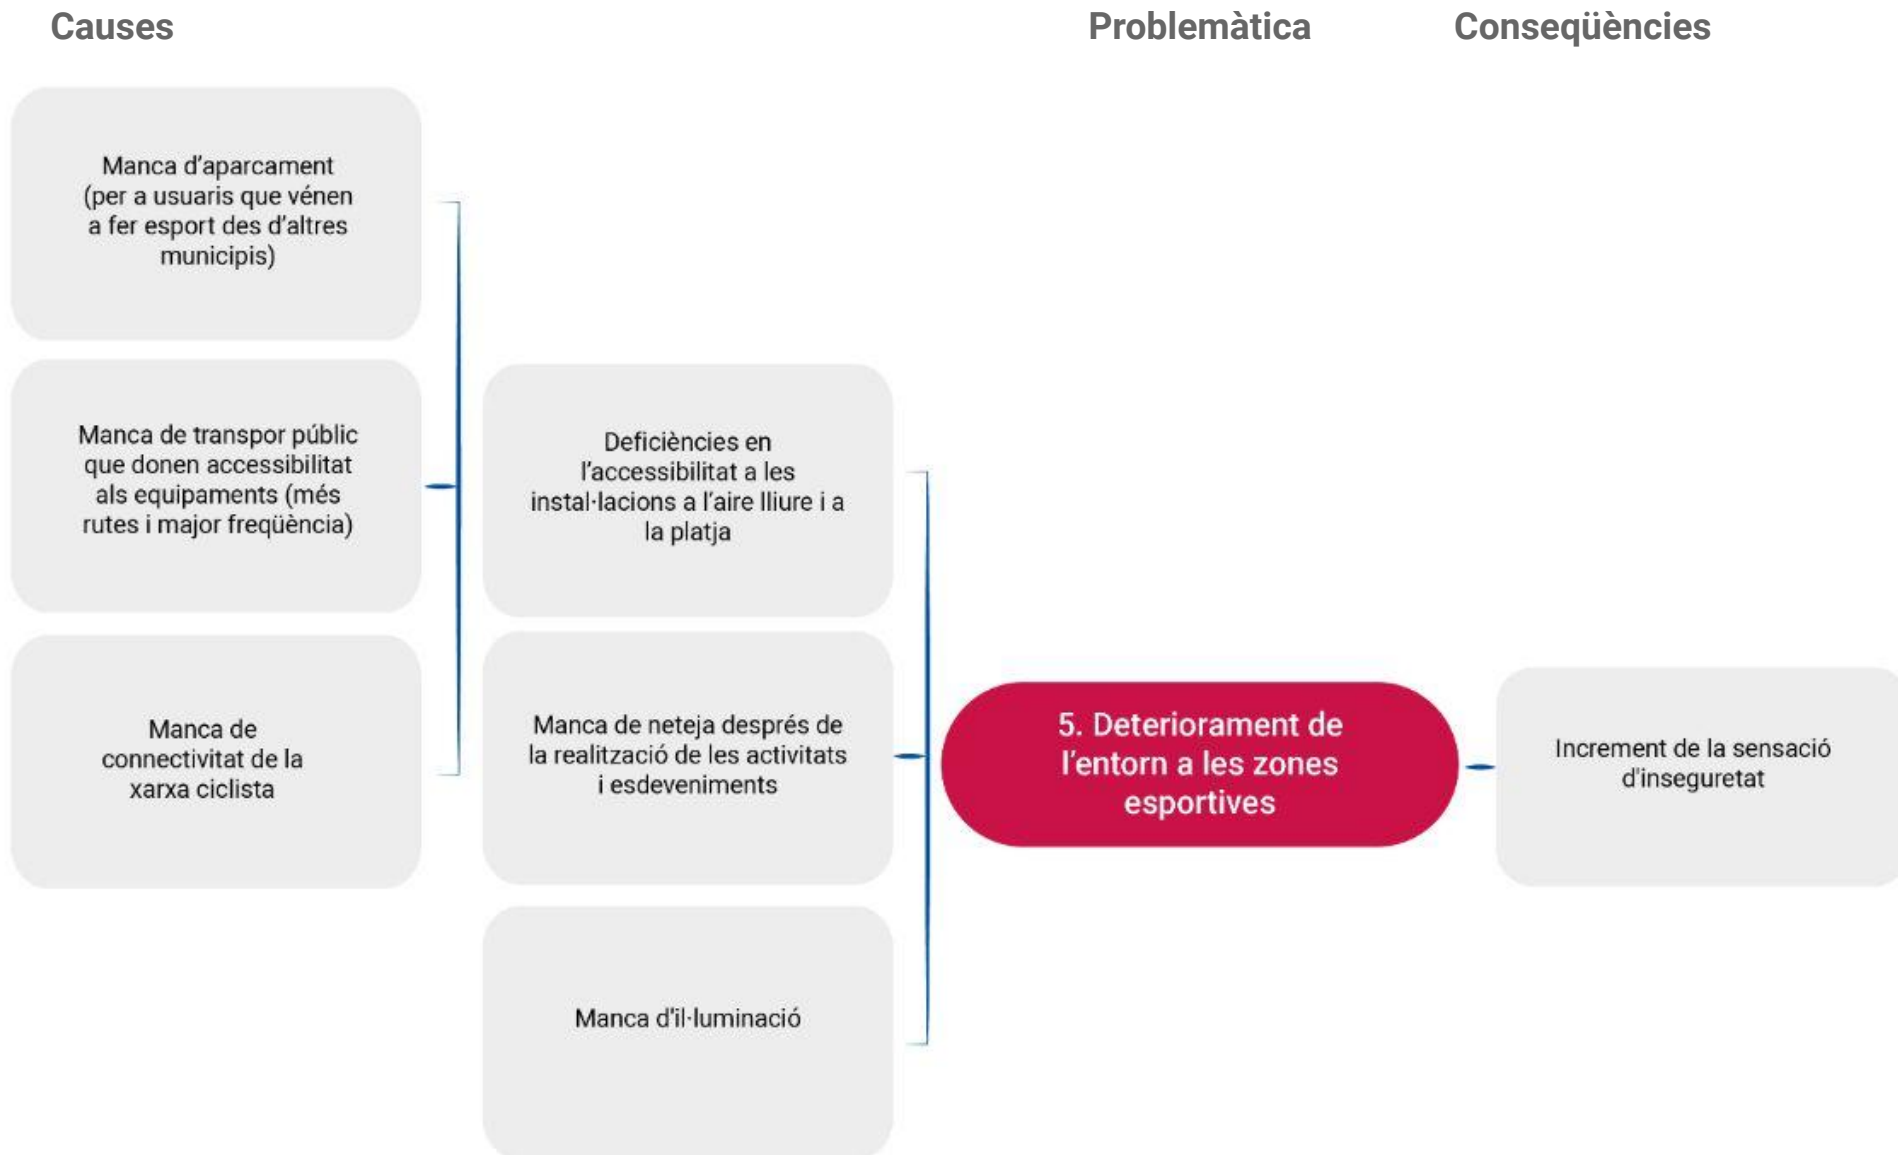 Causes
Problemàtica
Conseqüències
Manca d'aparcament
(per a usuaris que vénen
a fer esport des d'altres
municipis)
Manca de transpor públic
que donen accessibilitat
als equipaments (més
rutes i major freqüència)
Manca de
connectivitat de la
xarxa ciclista
Deficiències en
l'accessibilitat a les
instal·lacions a l'aire lliure i a
la platja
Manca de neteja després de
la realització de les activitats
i esdeveniments
Manca d'il·luminació
5. Deteriorament de
l'entorn a les zones
esportives
Increment de la sensació
d'inseguretat